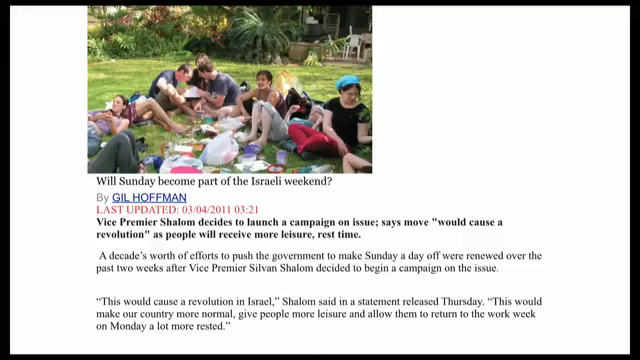 Will Sunday become part of the Israeli weekend?
By GIL HOFFMAN
LAST UPDATED: 03/04/2011 03:21
Vice Premier Shalom decides to launch a campaign on issue; says move "would cause a
revolution" as people will receive more leisure, rest time.
A decade’s worth of efforts to push the government to make Sunday a day off were renewed over the
past two weeks after Vice Premier Silvan Shalom decided to begin a campaign on the issue.
“This would cause a revolution in Israel,” Shalom said in a statement released Thursday. “This would
make our country more normal, give people more leisure and allow them to return to the work week
on Monday a lot more rested.”